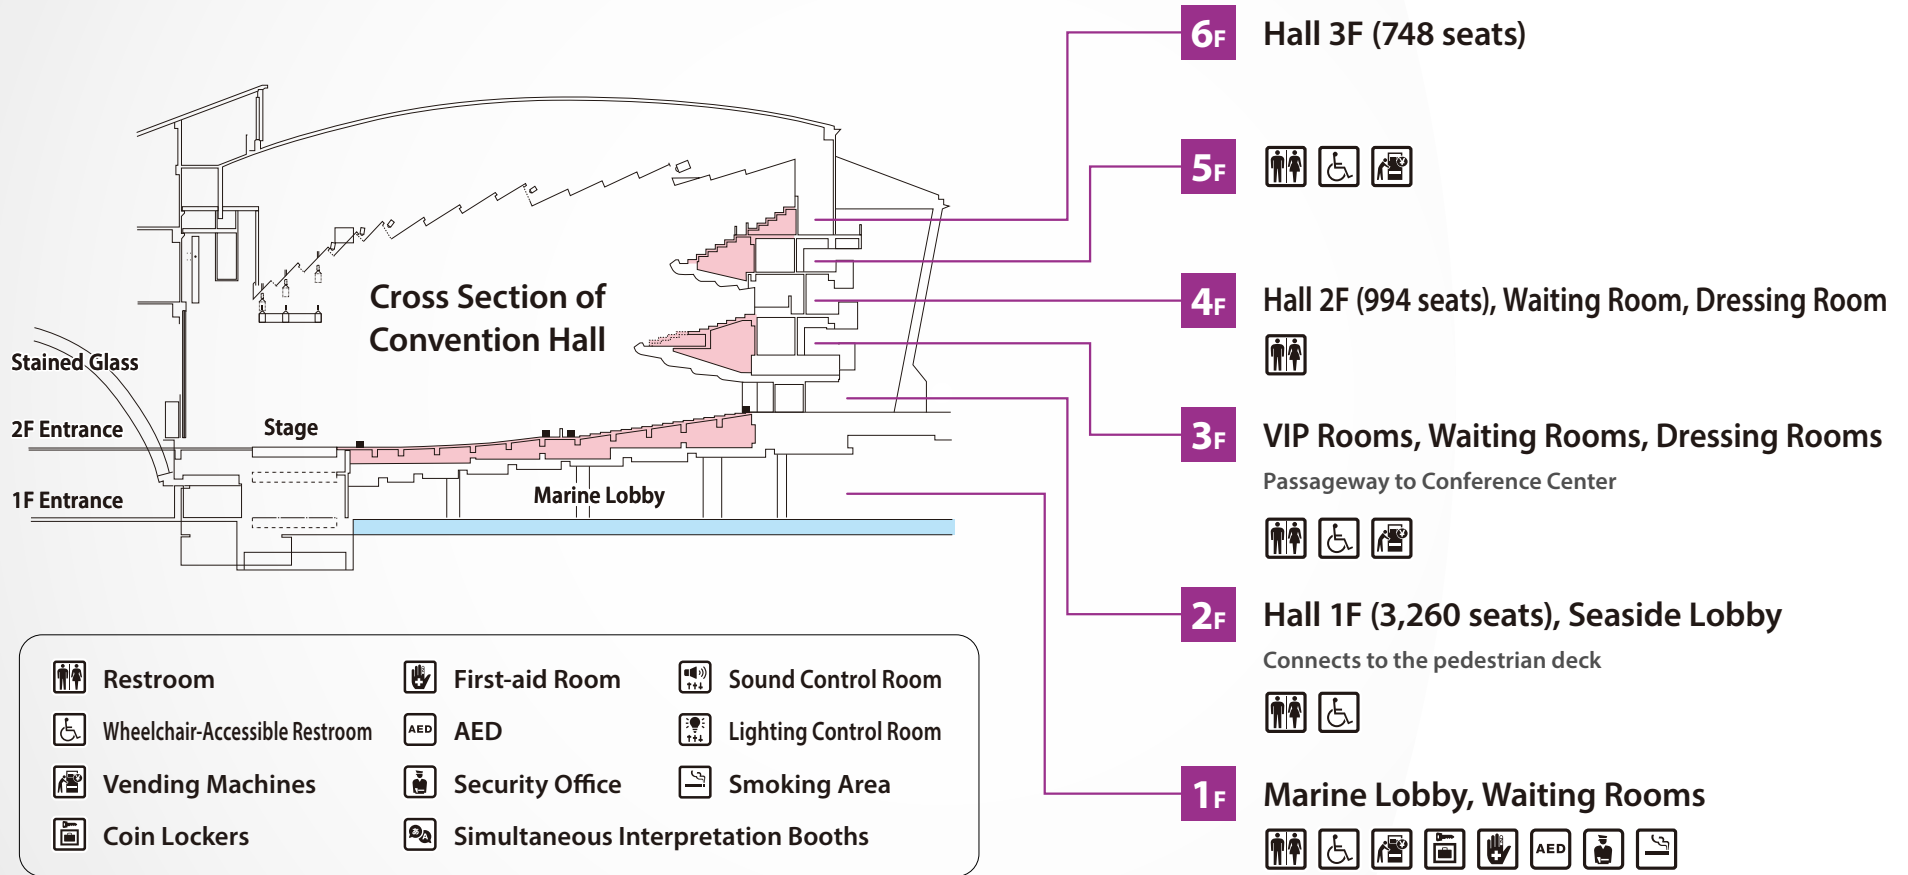 Cross Section of
Convention Hall
Stained Glass
2F Entrance
Stage
1F Entrance
Marine Lobby
6F Hall 3F (748 seats)
5F
4F Hall 2F (994 seats), Waiting Room, Dressing Room
3F VIP Rooms, Waiting Rooms, Dressing Rooms
Passageway to Conference Center
2F Hall 1F (3,260 seats), Seaside Lobby
Connects to the pedestrian deck
1F Marine Lobby, Waiting Rooms
AED
Restroom
Wheelchair-Accessible Restroom
Vending Machines
Coin Lockers
First-aid Room
AED AED
Security Office
Simultaneous Interpretation Booths
Sound Control Room
Lighting Control Room
Smoking Area